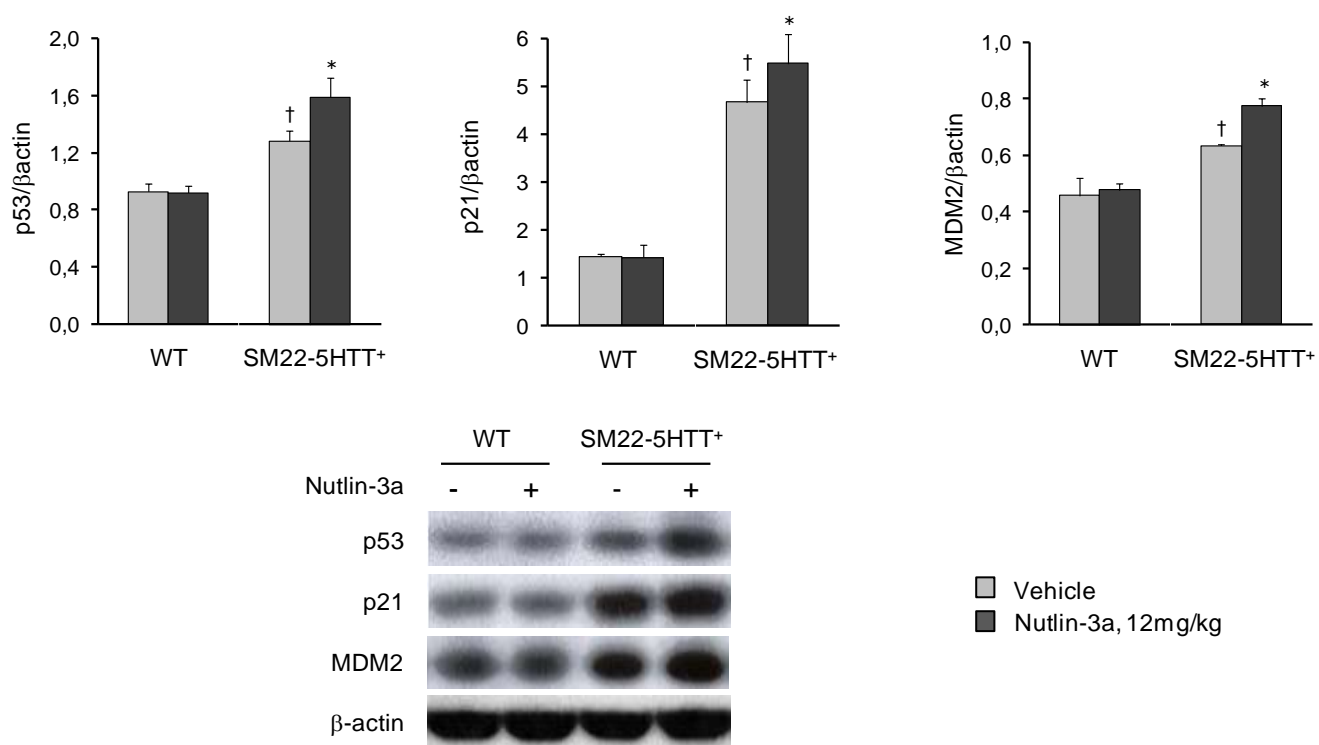 2,0
1,6
1,2
0,8
0,4
0,0
p53/βactin
†
*
WT SM22-5HTT⁺
6
5
4
3
2
1
0
p21/βactin
†
*
WT SM22-5HTT⁺
1,0
0,8
0,6
0,4
0,2
0,0
MDM2/βactin
†
*
WT SM22-5HTT⁺
WT SM22-5HTT⁺
Nutlin-3a - + - +
p53
p21
MDM2
β-actin
Vehicle
Nutlin-3a, 12mg/kg